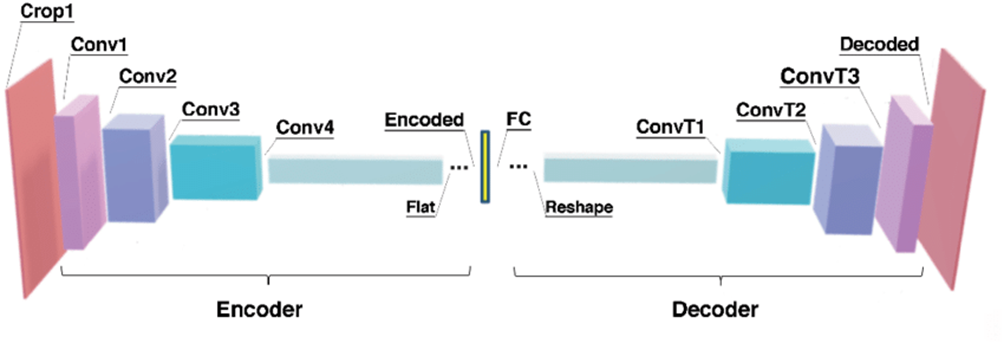 Crop1
Conv1
Conv2
Conv3
Conv4
Encoded
Flat
FC
Reshape
ConvT1
ConvT2
ConvT3
Decoded
Encoder
Decoder